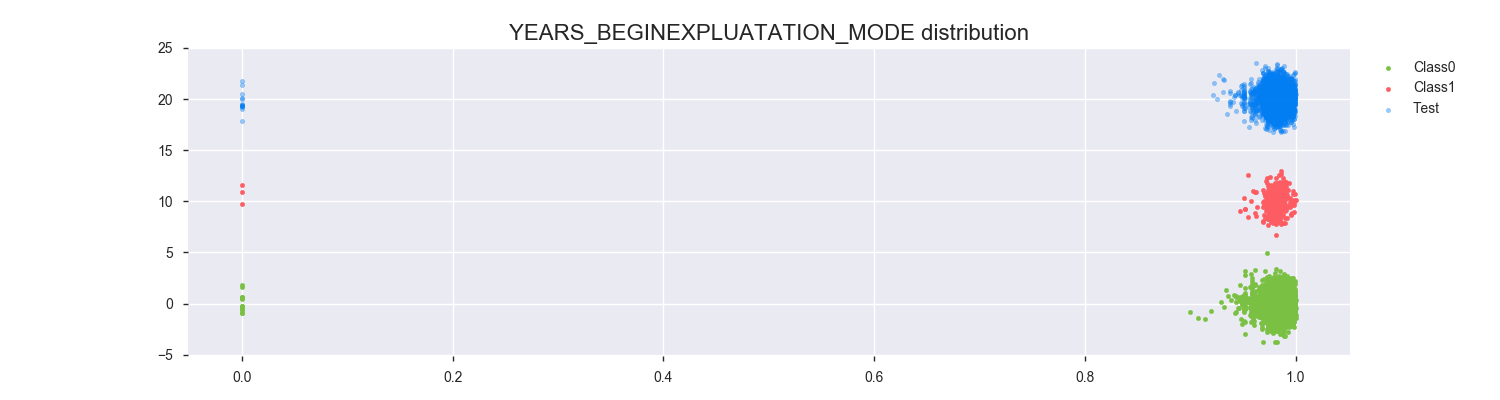 YEARS_BEGINEXPLUATATION_MODE distribution
25
20
15
10
5
0
−5
0.0 0.2 0.4 0.6 0.8 1.0
Class0
Class1
Test